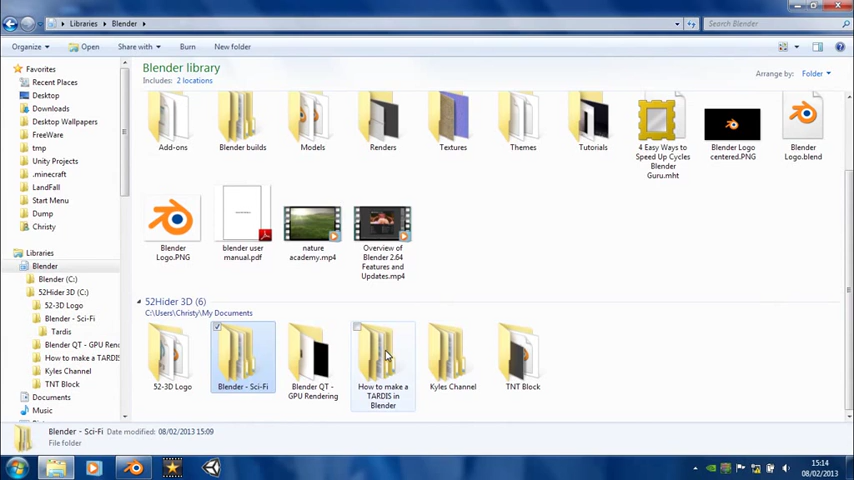 Libraries
Blender
Search Blender
Organize
Open
Share with
Burn
New folder
Favorites
Recent Places
Desktop
Downloads
Desktop Wallpapers
FreeWare
tmp
Unity Projects
.minecraft
LandFall
Start Menu
Dump
Christy
Libraries
Blender
Blender (C:)
52Hider 3D (C:)
52-3D Logo
Blender - Sci-Fi
Tardis
Blender QT - GPU Rend
How to make a TARDIS
Kyles Channel
TNT Block
Documents
Music
Blender library
Includes: 2 locations
Arrange by:
Folder
Add-ons
Blender builds
Models
Renders
Textures
Themes
Tutorials
4 Easy Ways to
Speed Up Cycles
Blender
Guru.mht
Blender Logo
centered.PNG
Blender
Logo.blend
Blender
Logo.PNG
blender user
manual.pdf
nature
academy.mp4
Overview of
Blender 2.64
Features and
Updates.mp4
52Hider 3D (6)
C:\Users\Christy\My Documents
52-3D Logo
Blender - Sci-Fi
Blender QT -
GPU Rendering
How to make a
TARDIS in
Blender
Kyles Channel
TNT Block
Blender - Sci-Fi
Date modified: 08/02/2013 15:09
File folder
15:14
08/02/2013